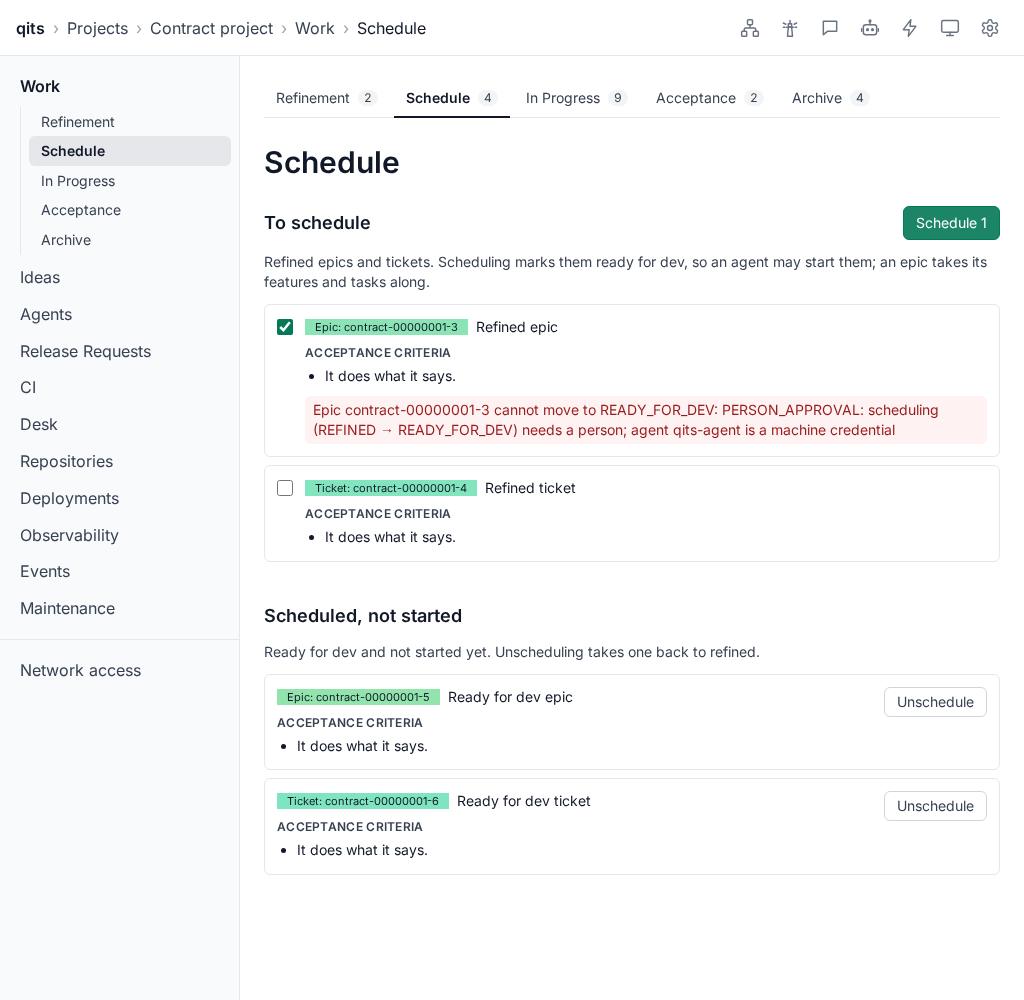 qits › Projects › Contract project › Work › Schedule
Work
Refinement
Schedule
In Progress
Acceptance
Archive
Ideas
Agents
Release Requests
CI
Desk
Repositories
Deployments
Observability
Events
Maintenance
Network access
Refinement 2 Schedule 4 In Progress 9 Acceptance 2 Archive 4
Schedule
To schedule Schedule 1
Refined epics and tickets. Scheduling marks them ready for dev, so an agent may start them; an epic takes its
features and tasks along.
Epic: contract-00000001-3 Refined epic
ACCEPTANCE CRITERIA
• It does what it says.
Epic contract-00000001-3 cannot move to READY_FOR_DEV: PERSON_APPROVAL: scheduling
(REFINED → READY_FOR_DEV) needs a person; agent qits-agent is a machine credential
Ticket: contract-00000001-4 Refined ticket
ACCEPTANCE CRITERIA
• It does what it says.
Scheduled, not started
Ready for dev and not started yet. Unscheduling takes one back to refined.
Epic: contract-00000001-5 Ready for dev epic Unschedule
ACCEPTANCE CRITERIA
• It does what it says.
Ticket: contract-00000001-6 Ready for dev ticket Unschedule
ACCEPTANCE CRITERIA
• It does what it says.